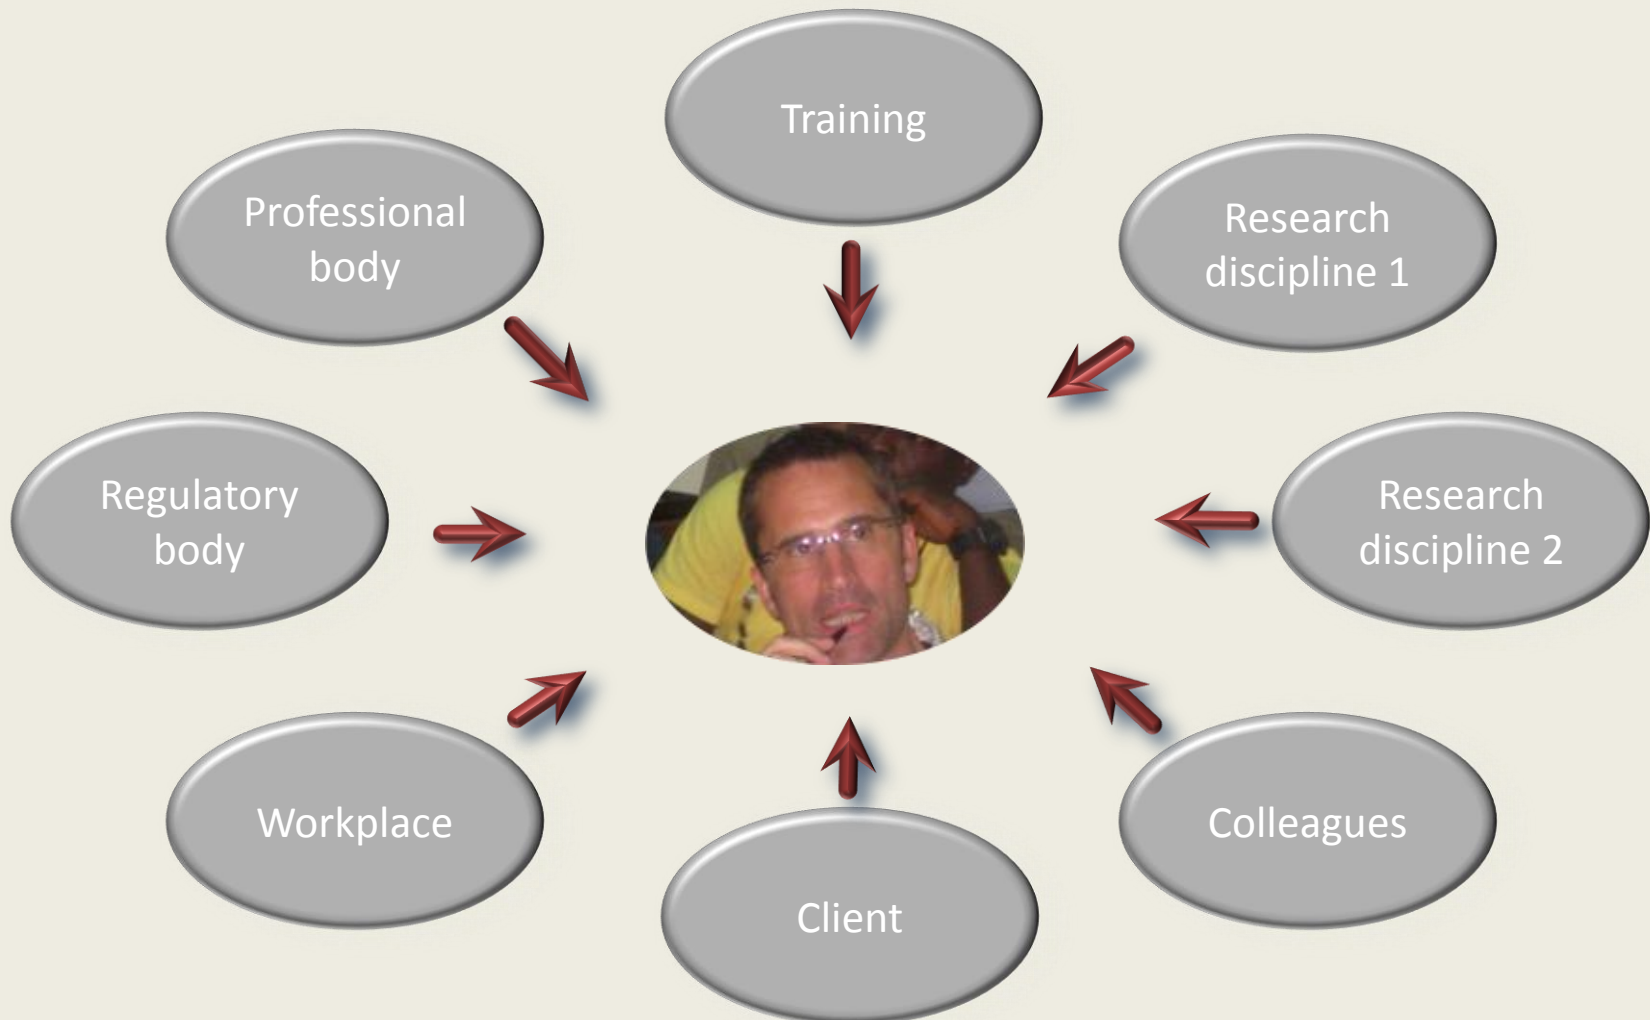 Training
Professional
body
Research
discipline 1
Regulatory
body
Research
discipline 2
Workplace
Colleagues
Client